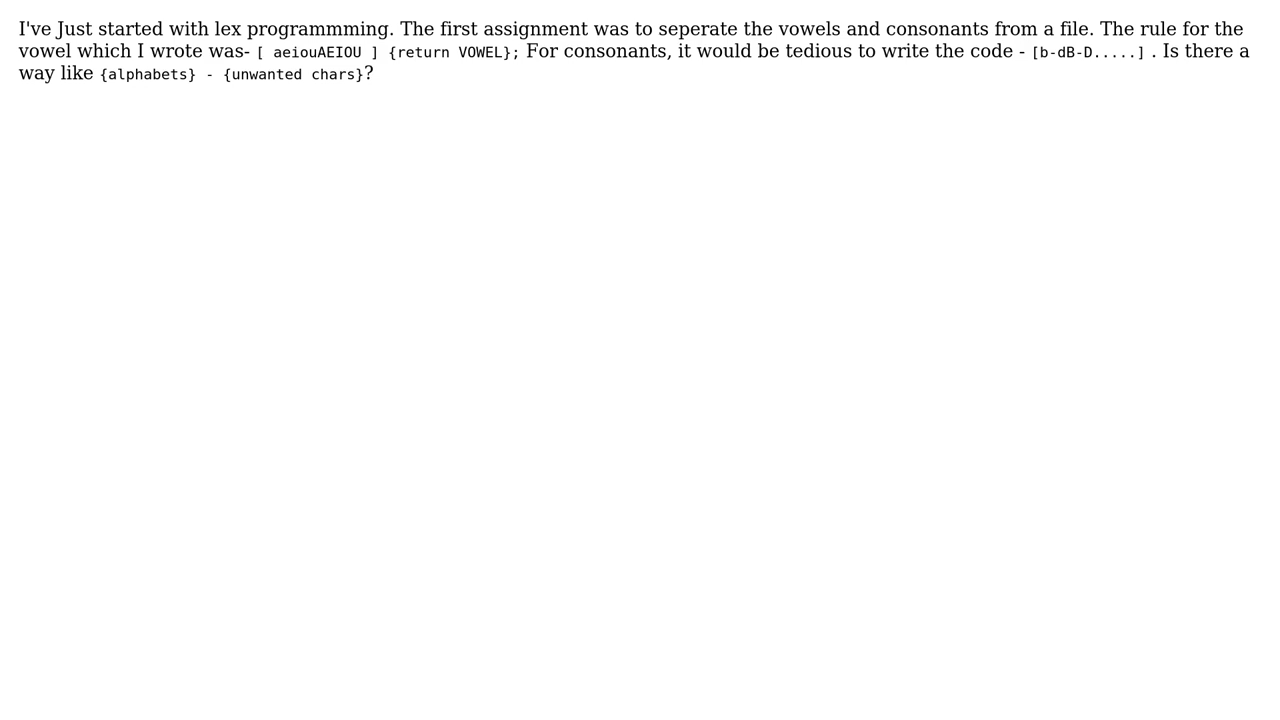 I've Just started with lex programmming. The first assignment was to seperate the vowels and consonants from a file. The rule for the
vowel which I wrote was- [ aeiouAEIOU ] {return VOWEL}; For consonants, it would be tedious to write the code - [b-dB-D.....] . Is there a
way like {alphabets} - {unwanted chars}?